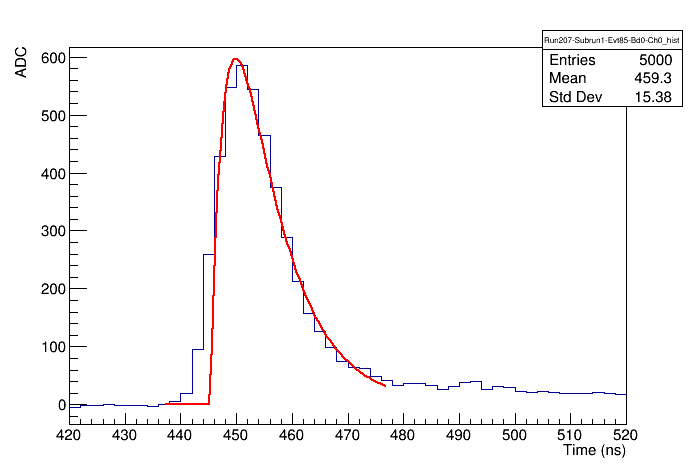 Run207-Subrun1-Evt85-Bd0-Ch0_hist
Entries 5000
Mean 459.3
Std Dev 15.38
ADC
600
500
400
300
200
100
0
420 430 440 450 460 470 480 490 500 510 520
Time (ns)